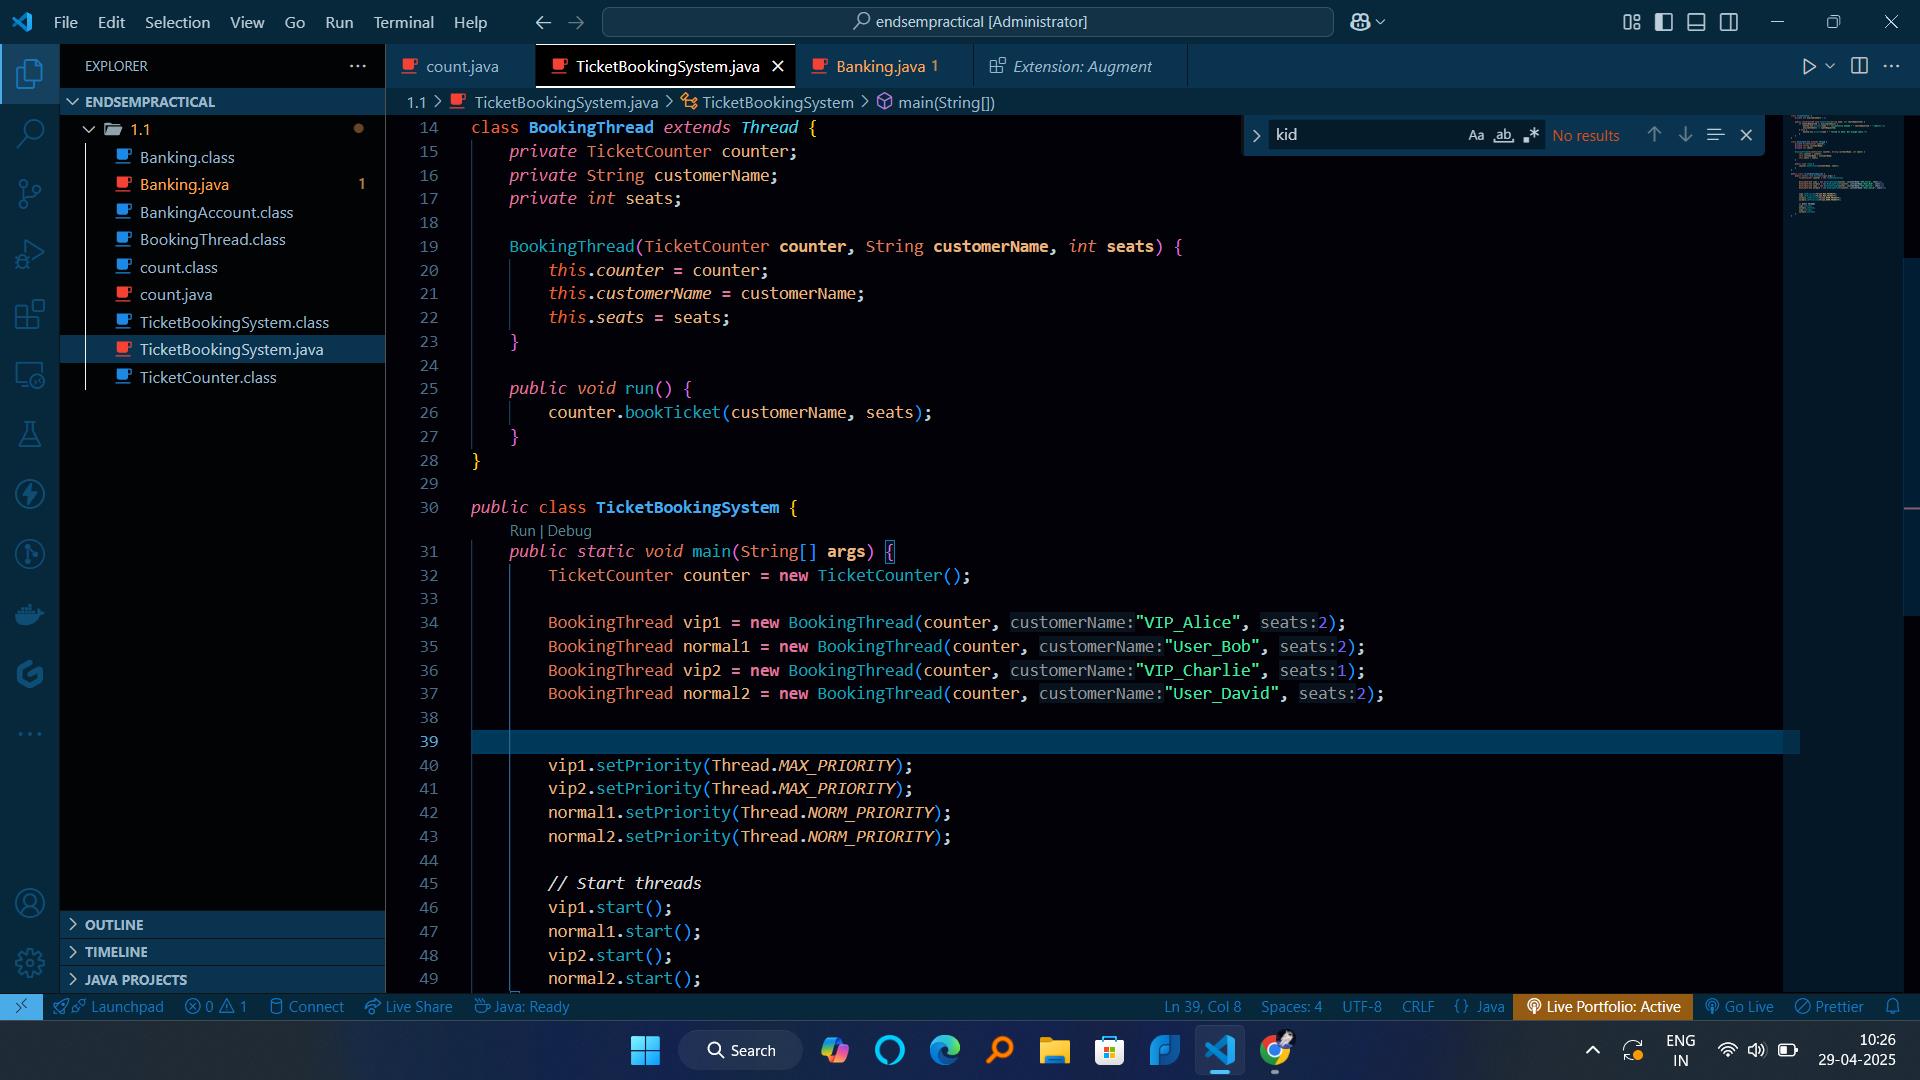 File Edit Selection View Go Run Terminal Help
endsempractical [Administrator]
EXPLORER
count.java
TicketBookingSystem.java
Banking.java 1
Extension: Augment
ENDSEMPRACTICAL
1.1 > TicketBookingSystem.java > TicketBookingSystem > main(String[])
1.1
Banking.class
Banking.java 1
BankingAccount.class
BookingThread.class
count.class
count.java
TicketBookingSystem.class
TicketBookingSystem.java
TicketCounter.class
OUTLINE
TIMELINE
JAVA PROJECTS
kid
Aa ab .* No results
14 class BookingThread extends Thread {
15 private TicketCounter counter;
16 private String customerName;
17 private int seats;
18
19 BookingThread(TicketCounter counter, String customerName, int seats) {
20 this.counter = counter;
21 this.customerName = customerName;
22 this.seats = seats;
23 }
24
25 public void run() {
26 counter.bookTicket(customerName, seats);
27 }
28 }
29
30 public class TicketBookingSystem {
Run | Debug
31 public static void main(String[] args) {
32 TicketCounter counter = new TicketCounter();
33
34 BookingThread vip1 = new BookingThread(counter, customerName:"VIP_Alice", seats:2);
35 BookingThread normal1 = new BookingThread(counter, customerName:"User_Bob", seats:2);
36 BookingThread vip2 = new BookingThread(counter, customerName:"VIP_Charlie", seats:1);
37 BookingThread normal2 = new BookingThread(counter, customerName:"User_David", seats:2);
38
39
40 vip1.setPriority(Thread.MAX_PRIORITY);
41 vip2.setPriority(Thread.MAX_PRIORITY);
42 normal1.setPriority(Thread.NORM_PRIORITY);
43 normal2.setPriority(Thread.NORM_PRIORITY);
44
45 // Start threads
46 vip1.start();
47 normal1.start();
48 vip2.start();
49 normal2.start();
Launchpad 0 1 Connect Live Share Java: Ready
Ln 39, Col 8 Spaces: 4 UTF-8 CRLF {} Java Live Portfolio: Active Go Live Prettier
Search
ENG
IN
10:26
29-04-2025